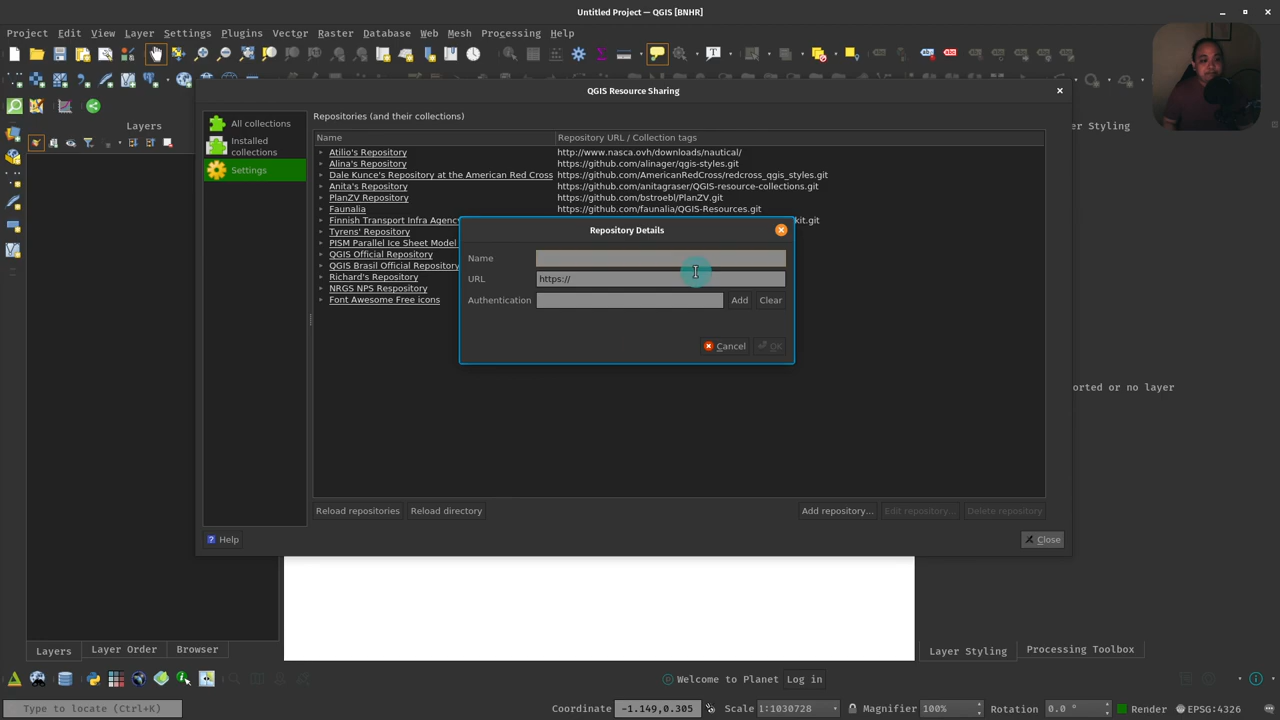 Untitled Project — QGIS [BNHR]
Project Edit View Layer Settings Plugins Vector Raster Database Web Mesh Processing Help
QGIS Resource Sharing
Layers
Layer Styling
All collections
Installed collections
Settings
Repositories (and their collections)
Name Repository URL / Collection tags
Atilio's Repository http://www.nasca.ovh/downloads/nautical/
Alina's Repository https://github.com/alinager/qgis-styles.git
Dale Kunce's Repository at the American Red Cross https://github.com/AmericanRedCross/redcross_qgis_styles.git
Anita's Repository https://github.com/anitagraser/QGIS-resource-collections.git
PlanZV Repository https://github.com/bstroebl/PlanZV.git
Faunalia https://github.com/faunalia/QGIS-Resources.git
Finnish Transport Infra Agency kit.git
Tyrens' Repository
PISM Parallel Ice Sheet Model
QGIS Official Repository
QGIS Brasil Official Repository
Richard's Repository
NRGS NPS Respository
Font Awesome Free icons
Repository Details
Name
URL https://
Authentication Add Clear
Cancel OK
orted or no layer
Reload repositories Reload directory Add repository... Edit repository... Delete repository
Help Close
Layers Layer Order Browser
Layer Styling Processing Toolbox
Welcome to Planet Log in
Type to locate (Ctrl+K) Coordinate -1.149,0.305 Scale 1:1030728 Magnifier 100% Rotation 0.0 ° Render EPSG:4326